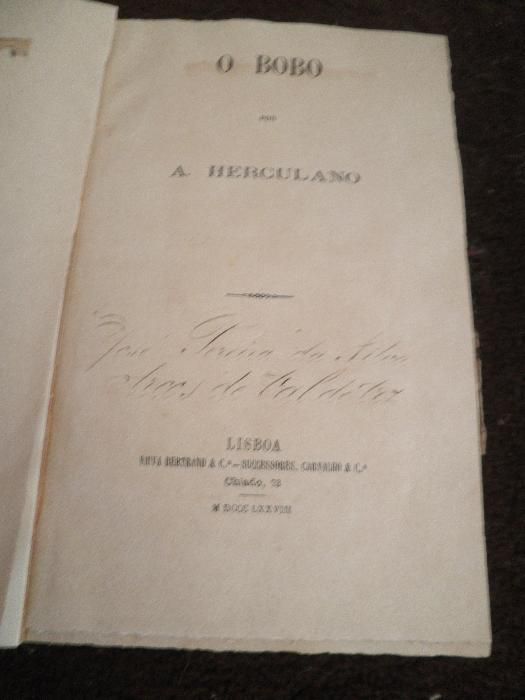 O BOBO
POR
A. HERCULANO
José Pereira da Silva
Arcos de Val de Vez
LISBOA
VIUVA BERTRAND & C.ª—SUCCESSORES, CARVALHO & C.ª
Chiado, 73
M DCCC LXXVIII